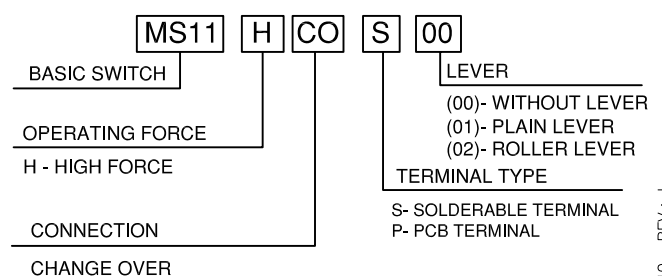 MS11 H CO S 00
BASIC SWITCH
LEVER
(00)- WITHOUT LEVER
(01)- PLAIN LEVER
(02)- ROLLER LEVER
OPERATING FORCE
H - HIGH FORCE
TERMINAL TYPE
S- SOLDERABLE TERMINAL
P- PCB TERMINAL
CONNECTION
CHANGE OVER